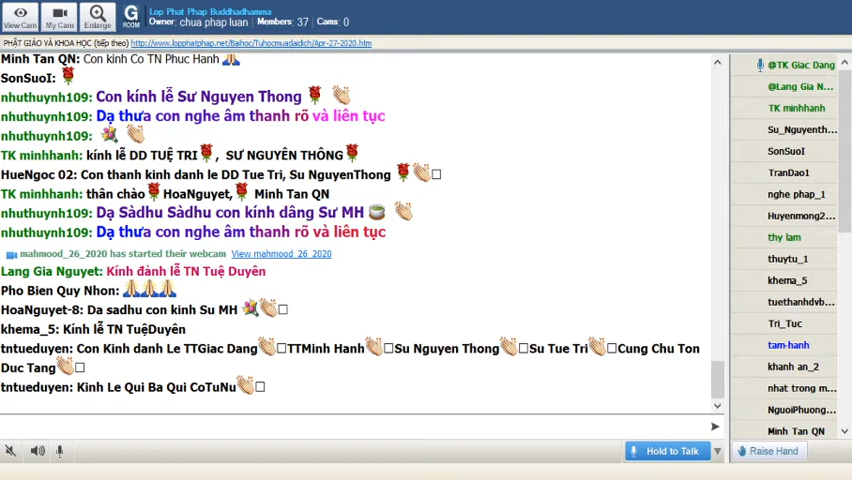 Lop Phat Phap Buddhadhamma
View Cam
My Cam
Enlarge
G
ROOM
Owner: chua phap luan Members: 37 Cams: 0
PHẬT GIÁO VÀ KHOA HỌC (tiếp theo) http://www.lopphatphap.net/Baihoc/Tuhocmuadaidich/Apr-27-2020.htm
Minh Tan QN: Con kinh Co TN Phuc Hanh
SonSuoI:
nhuthuynh109: Con kính lễ Sư Nguyen Thong
nhuthuynh109: Dạ thưa con nghe âm thanh rõ và liên tục
nhuthuynh109:
TK minhhanh: kính lễ DD TUỆ TRI, SƯ NGUYÊN THÔNG
HueNgoc 02: Con thanh kinh danh le DD Tue Tri, Su NguyenThong
TK minhhanh: thân chào HoaNguyet, Minh Tan QN
nhuthuynh109: Dạ Sàdhu Sàdhu con kính dâng Sư MH
nhuthuynh109: Dạ thưa con nghe âm thanh rõ và liên tục
mahmood_26_2020 has started their webcam View mahmood_26_2020
Lang Gia Nguyet: Kính đảnh lễ TN Tuệ Duyên
Pho Bien Quy Nhon:
HoaNguyet-8: Da sadhu con kinh Su MH
khema_5: Kính lễ TN TuệDuyên
tntueduyen: Con Kinh danh Le TTGiac Dang TTMinh Hanh Su Nguyen Thong Su Tue Tri Cung Chu Ton
Duc Tang
tntueduyen: Kinh Le Qui Ba Qui CoTuNu
Hold to Talk
@TK Giac Dang
@Lang Gia N...
TK minhhanh
Su_Nguyenth...
SonSuoI
TranDao1
nghe phap_1
Huyenmong2...
thy lam
thuytu_1
khema_5
tuethanhdvb...
Tri_Tuc
tam-hanh
khanh an_2
nhat trong m...
NguoiPhuong...
Minh Tan QN
Raise Hand